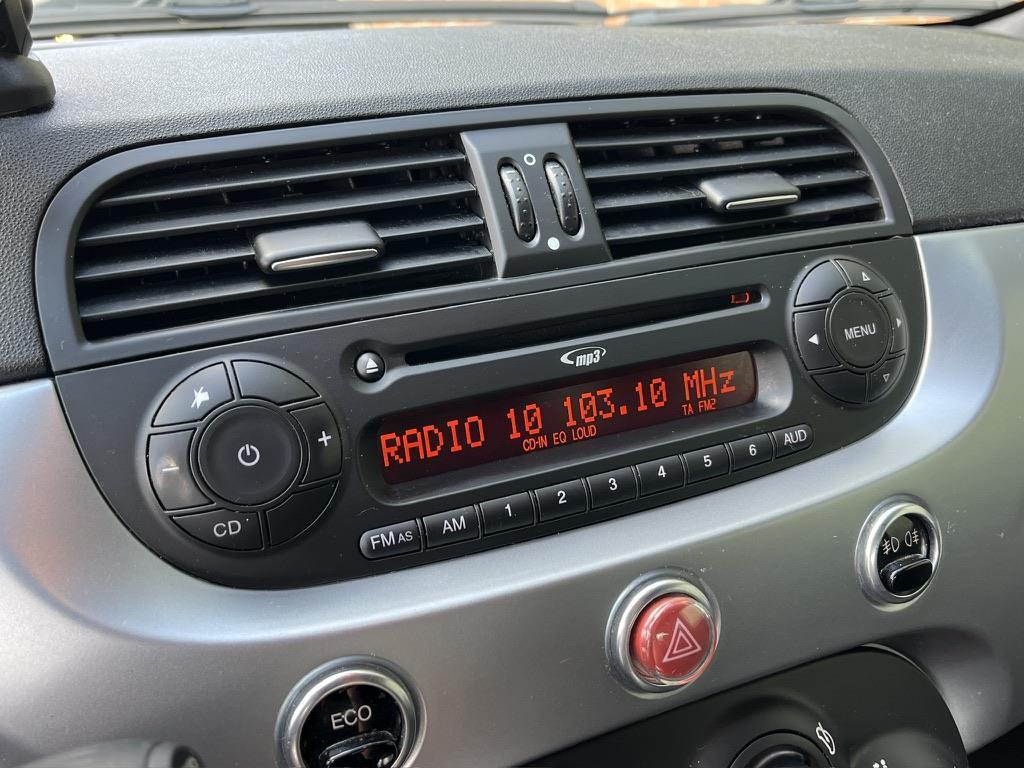 mp3
MENU
RADIO 10 103.10 MHz
CD-IN EQ LOUD TA FM2
CD
FM AS AM 1 2 3 4 5 6 AUD
ECO